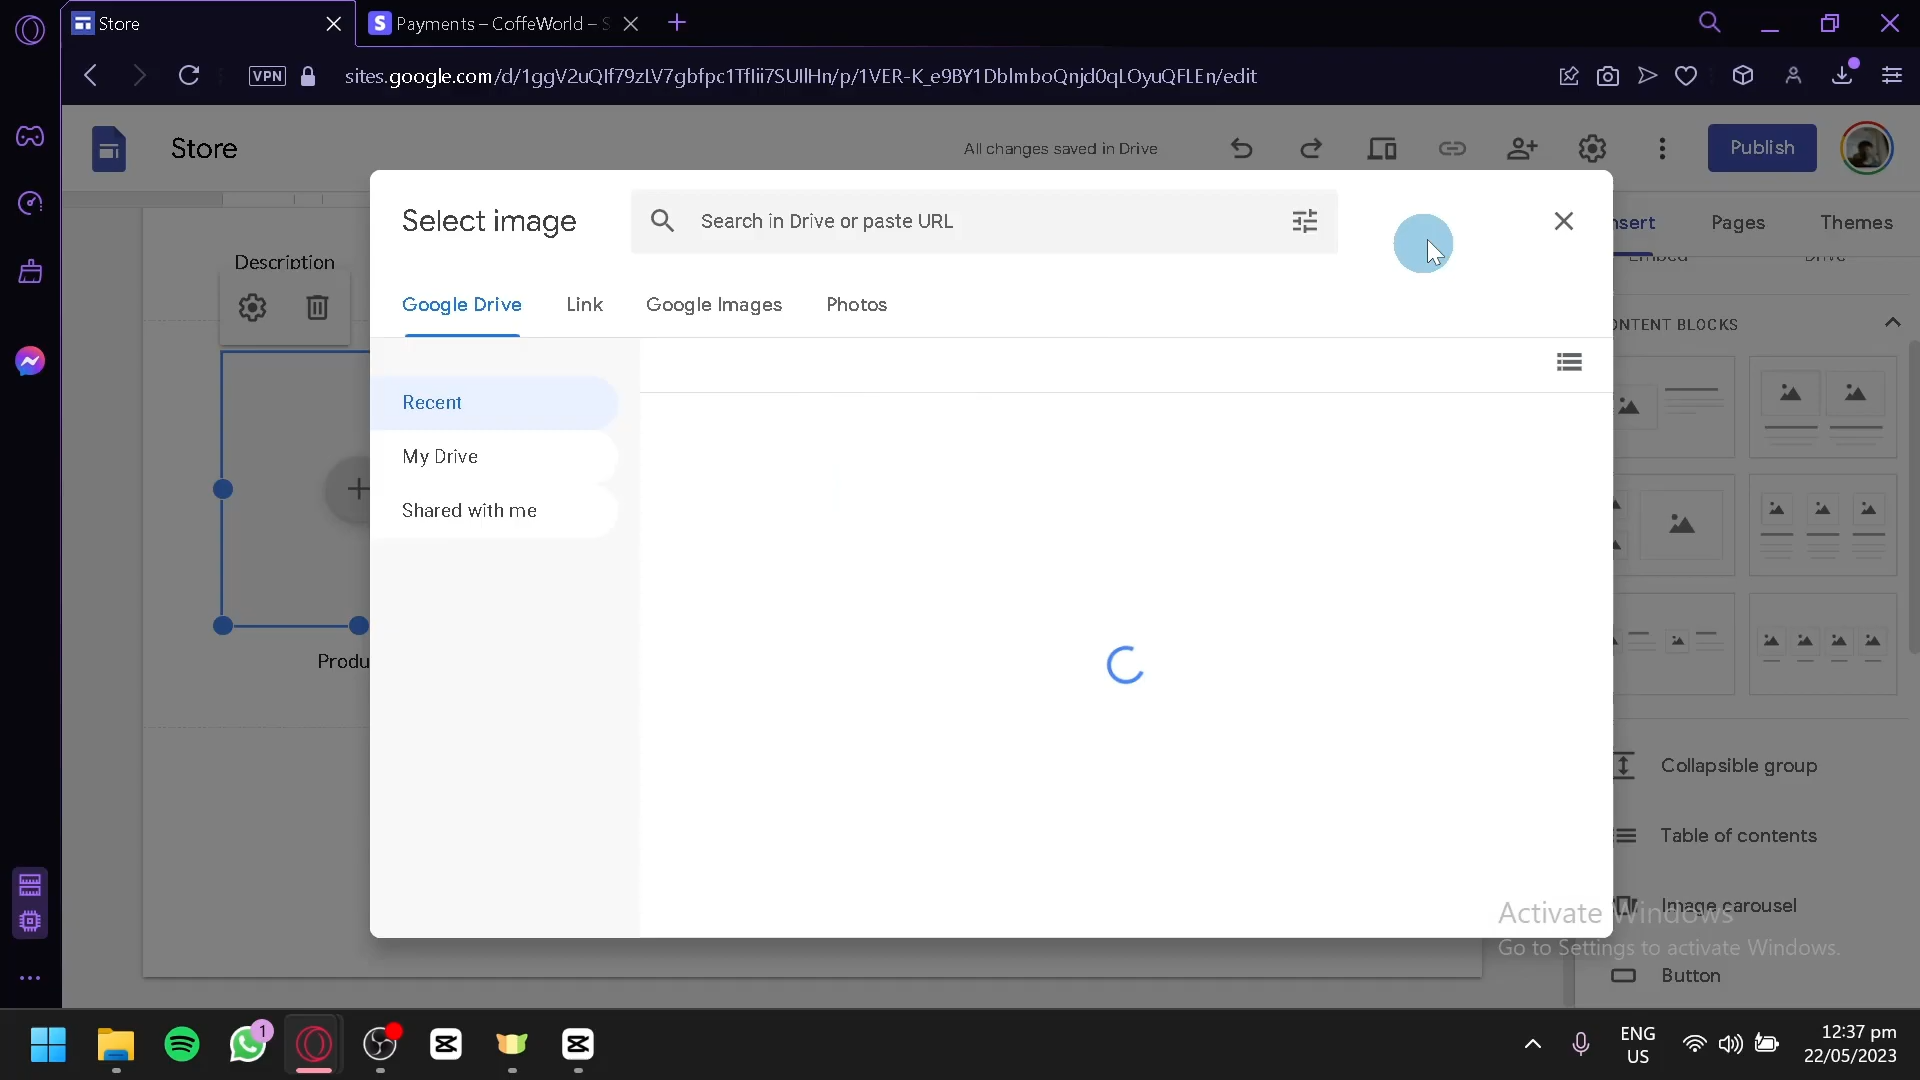 Store
Payments – CoffeWorld – S
VPN
sites.google.com/d/1ggV2uQIf79zLV7gbfpc1Tflii7SUIlHn/p/1VER-K_e9BY1DblmboQnjd0qLOyuQFLEn/edit
Store
All changes saved in Drive
Publish
Select image
Search in Drive or paste URL
nsert
Pages
Themes
Description
Google Drive
Link
Google Images
Photos
ONTENT BLOCKS
Recent
My Drive
Shared with me
Produ
Collapsible group
Table of contents
Image carousel
Button
Activate Windows
Go to Settings to activate Windows.
1
ENG
US
12:37 pm
22/05/2023